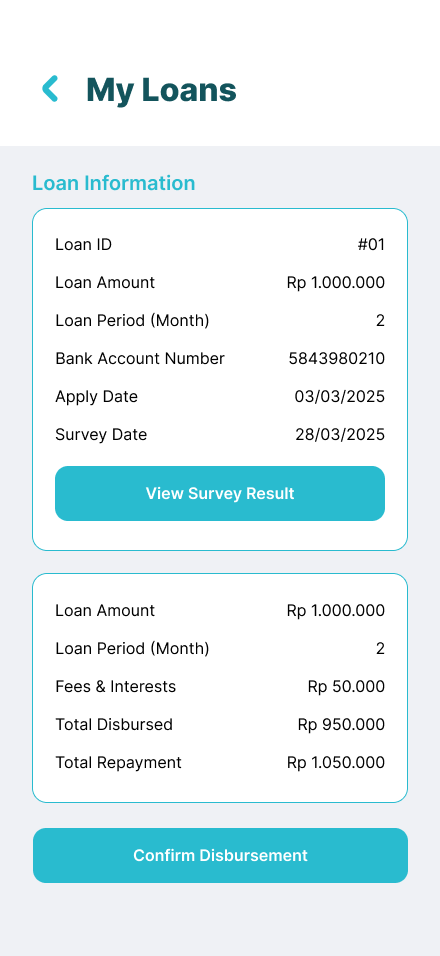 My Loans
Loan Information
Loan ID #01
Loan Amount Rp 1.000.000
Loan Period (Month) 2
Bank Account Number 5843980210
Apply Date 03/03/2025
Survey Date 28/03/2025
View Survey Result
Loan Amount Rp 1.000.000
Loan Period (Month) 2
Fees & Interests Rp 50.000
Total Disbursed Rp 950.000
Total Repayment Rp 1.050.000
Confirm Disbursement